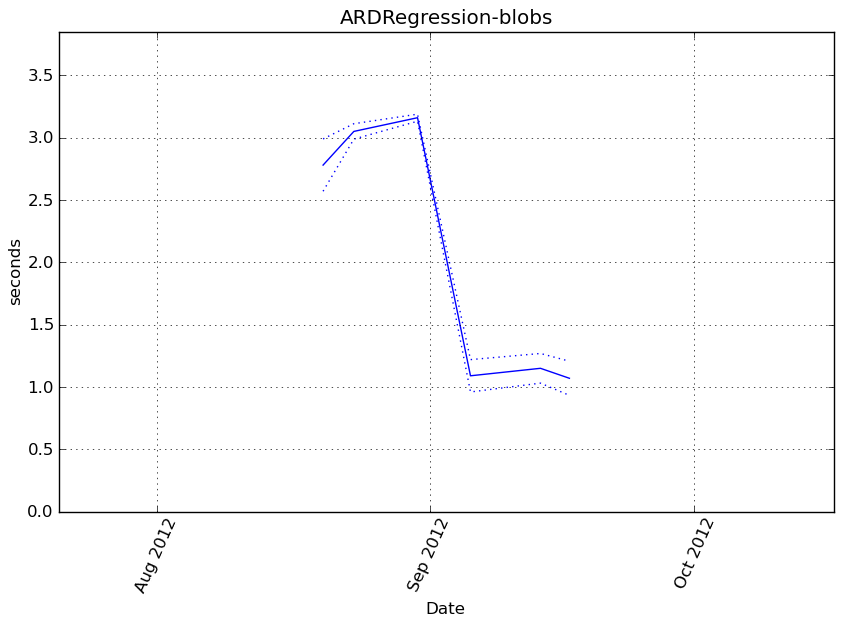 ARDRegression-blobs
3.5
3.0
2.5
2.0
1.5
1.0
0.5
0.0
seconds
Aug 2012
Sep 2012
Oct 2012
Date